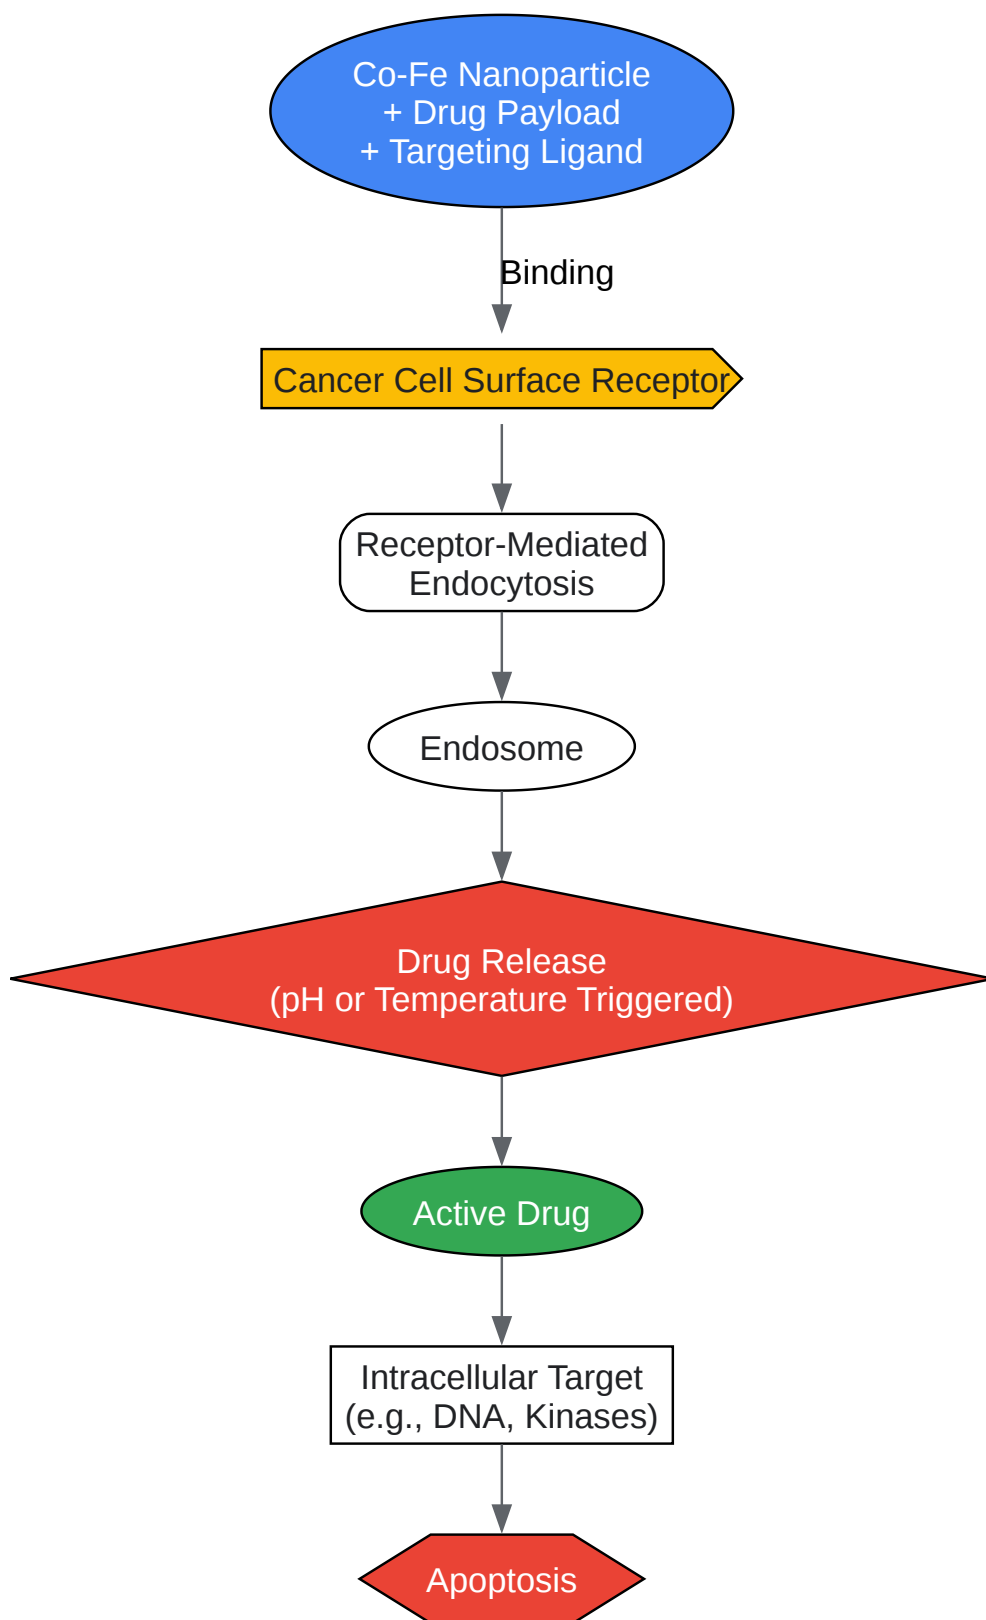 Co-Fe Nanoparticle
+ Drug Payload
+ Targeting Ligand
Binding
Cancer Cell Surface Receptor
Receptor-Mediated
Endocytosis
Endosome
Drug Release
(pH or Temperature Triggered)
Active Drug
Intracellular Target
(e.g., DNA, Kinases)
Apoptosis